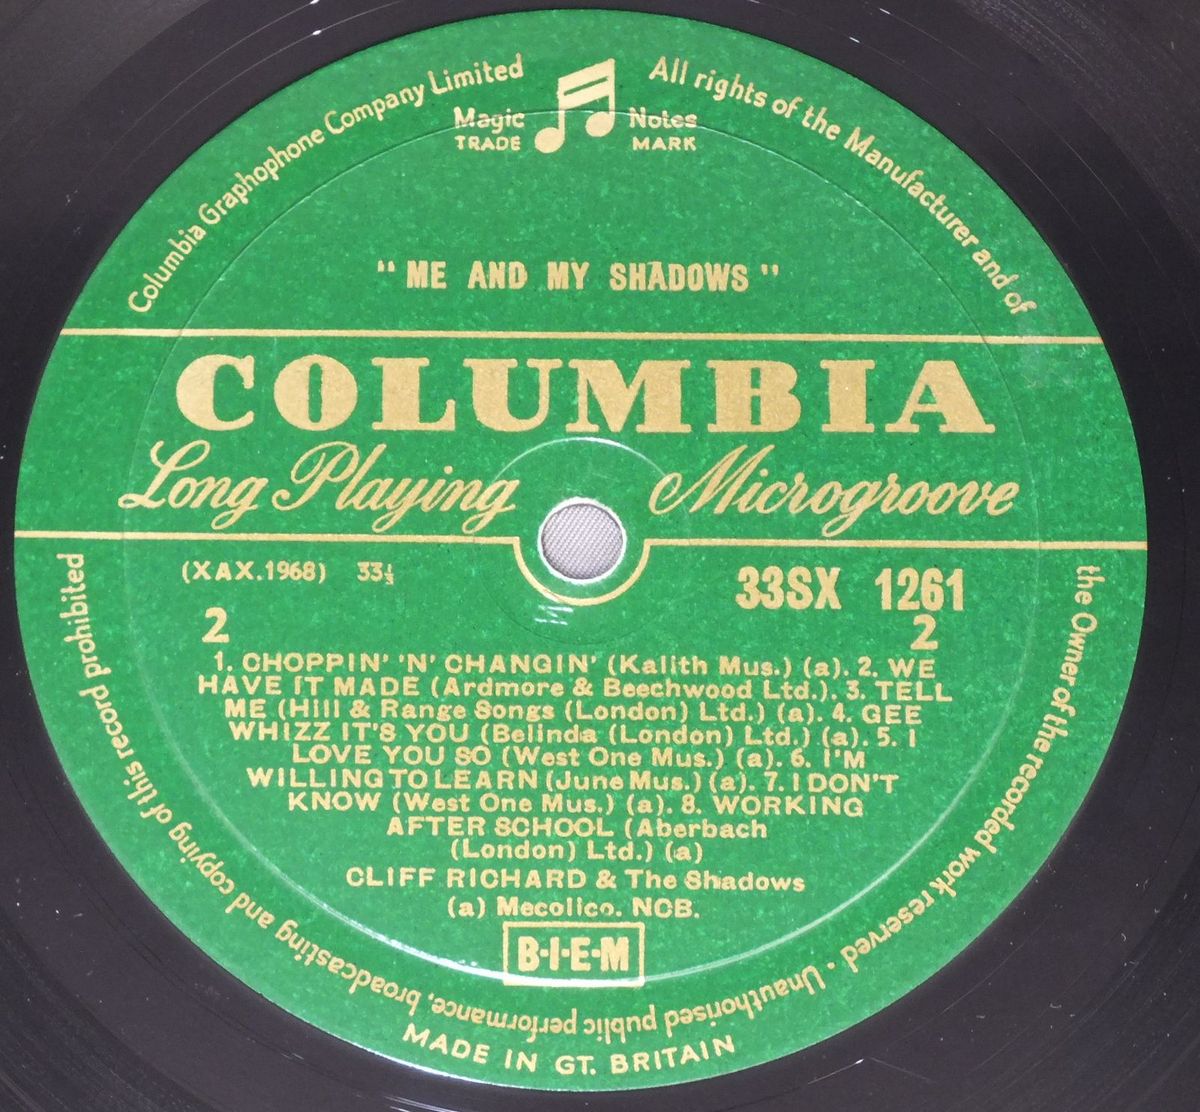 Columbia Graphophone Company Limited
Magic Notes
TRADE MARK
All rights of the Manufacturer and of
the Owner of the recorded work reserved - Unauthorised public performance, broadcasting and copying of this record prohibited
" ME AND MY SHADOWS "
COLUMBIA
Long Playing Microgroove
(XAX.1968) 33⅓
33SX 1261
2 2
1. CHOPPIN' 'N' CHANGIN' (Kalith Mus.) (a). 2. WE
HAVE IT MADE (Ardmore & Beechwood Ltd.). 3. TELL
ME (Hill & Range Songs (London) Ltd.) (a). 4. GEE
WHIZZ IT'S YOU (Belinda (London) Ltd.) (a). 5. I
LOVE YOU SO (West One Mus.) (a). 6. I'M
WILLING TO LEARN (June Mus.) (a). 7. I DON'T
KNOW (West One Mus.) (a). 8. WORKING
AFTER SCHOOL (Aberbach
(London) Ltd.) (a)
CLIFF RICHARD & The Shadows
(a) Mecolico. NCB.
B·I·E·M
MADE IN GT. BRITAIN